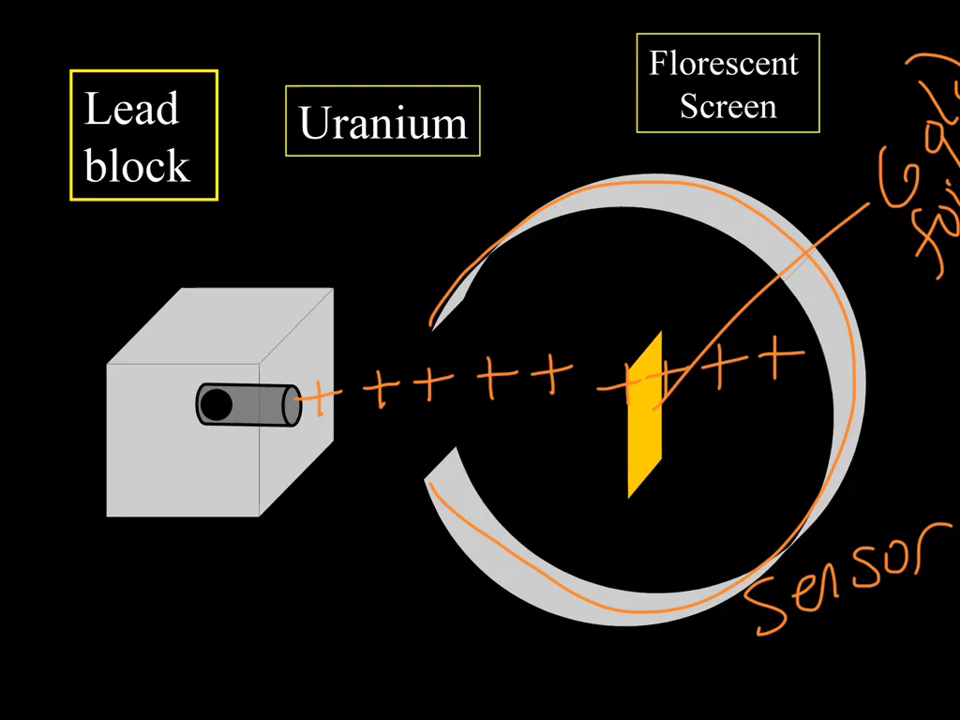 Lead
block
Uranium
Florescent
Screen
Gold
foil
+ + + + + + + + +
Sensor